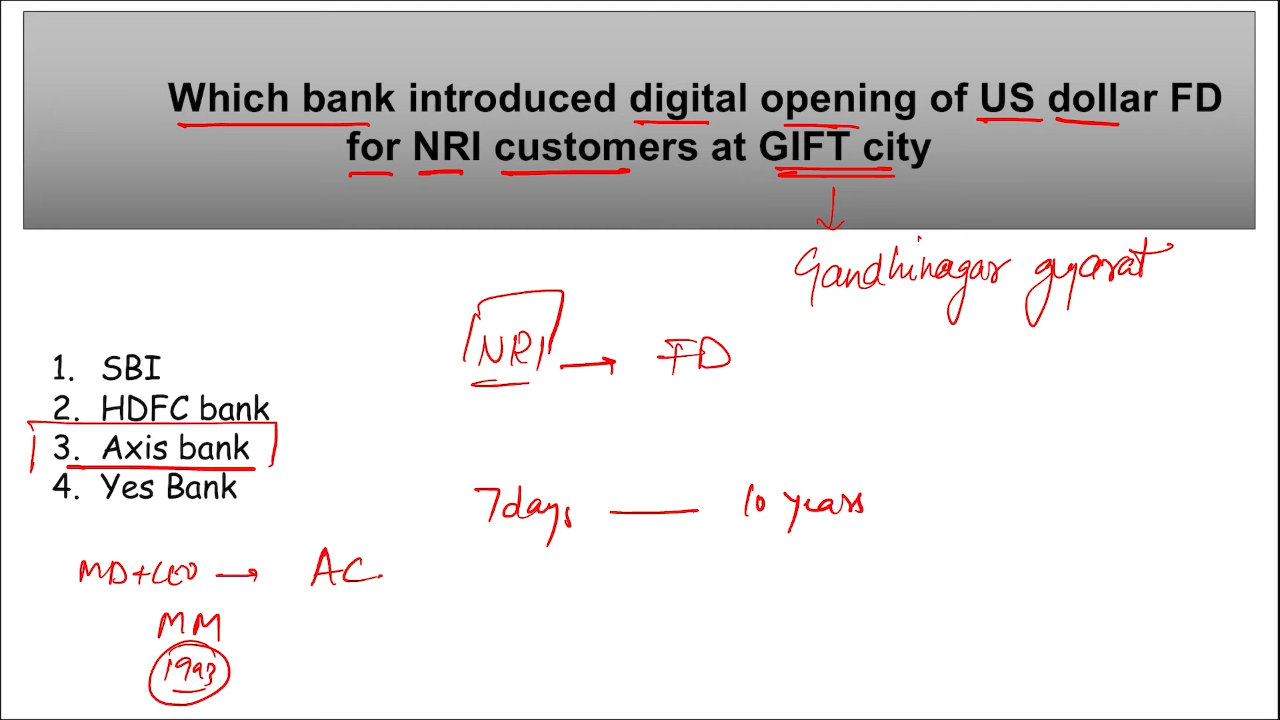 Which bank introduced digital opening of US dollar FD
for NRI customers at GIFT city
Gandhinagar gujarat
NRI → FD
1. SBI
2. HDFC bank
3. Axis bank
4. Yes Bank
7days — 10 years
MD+CEO → AC
MM
1993